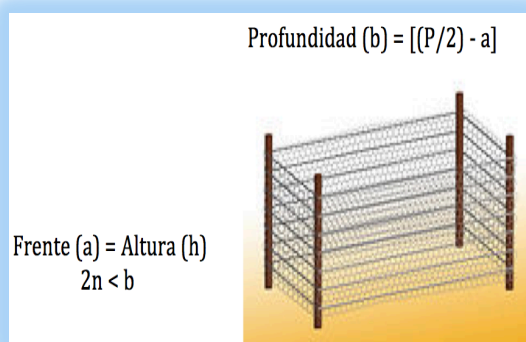 Profundidad (b) = [(P/2) - a]
Frente (a) = Altura (h)
2n < b